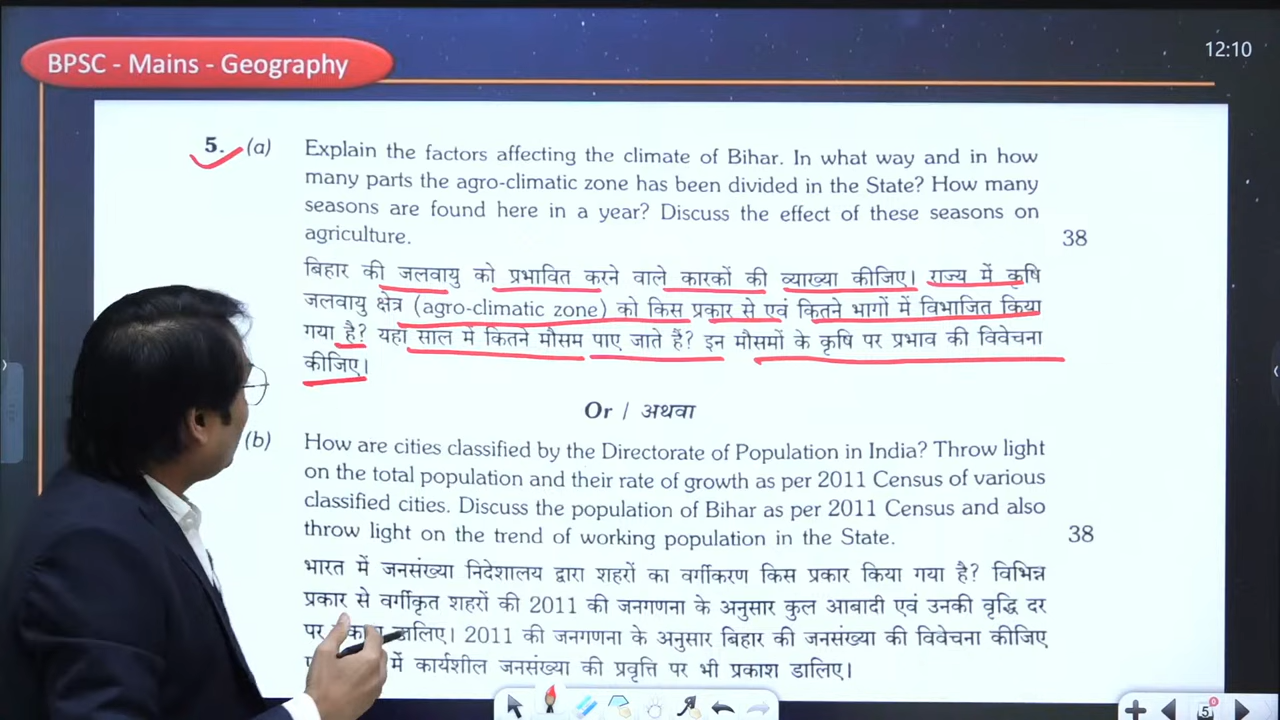 BPSC - Mains - Geography
12:10
5. (a) Explain the factors affecting the climate of Bihar. In what way and in how
many parts the agro-climatic zone has been divided in the State? How many
seasons are found here in a year? Discuss the effect of these seasons on
agriculture. 38
बिहार की जलवायु को प्रभावित करने वाले कारकों की व्याख्या कीजिए। राज्य में कृषि
जलवायु क्षेत्र (agro-climatic zone) को किस प्रकार से एवं कितने भागों में विभाजित किया
गया है? यहा साल में कितने मौसम पाए जाते हैं? इन मौसमों के कृषि पर प्रभाव की विवेचना
कीजिए।
Or / अथवा
(b) How are cities classified by the Directorate of Population in India? Throw light
on the total population and their rate of growth as per 2011 Census of various
classified cities. Discuss the population of Bihar as per 2011 Census and also
throw light on the trend of working population in the State. 38
भारत में जनसंख्या निदेशालय द्वारा शहरों का वर्गीकरण किस प्रकार किया गया है? विभिन्न
प्रकार से वर्गीकृत शहरों की 2011 की जनगणना के अनुसार कुल आबादी एवं उनकी वृद्धि दर
पर डालिए। 2011 की जनगणना के अनुसार बिहार की जनसंख्या की विवेचना कीजिए
में कार्यशील जनसंख्या की प्रवृत्ति पर भी प्रकाश डालिए।
5